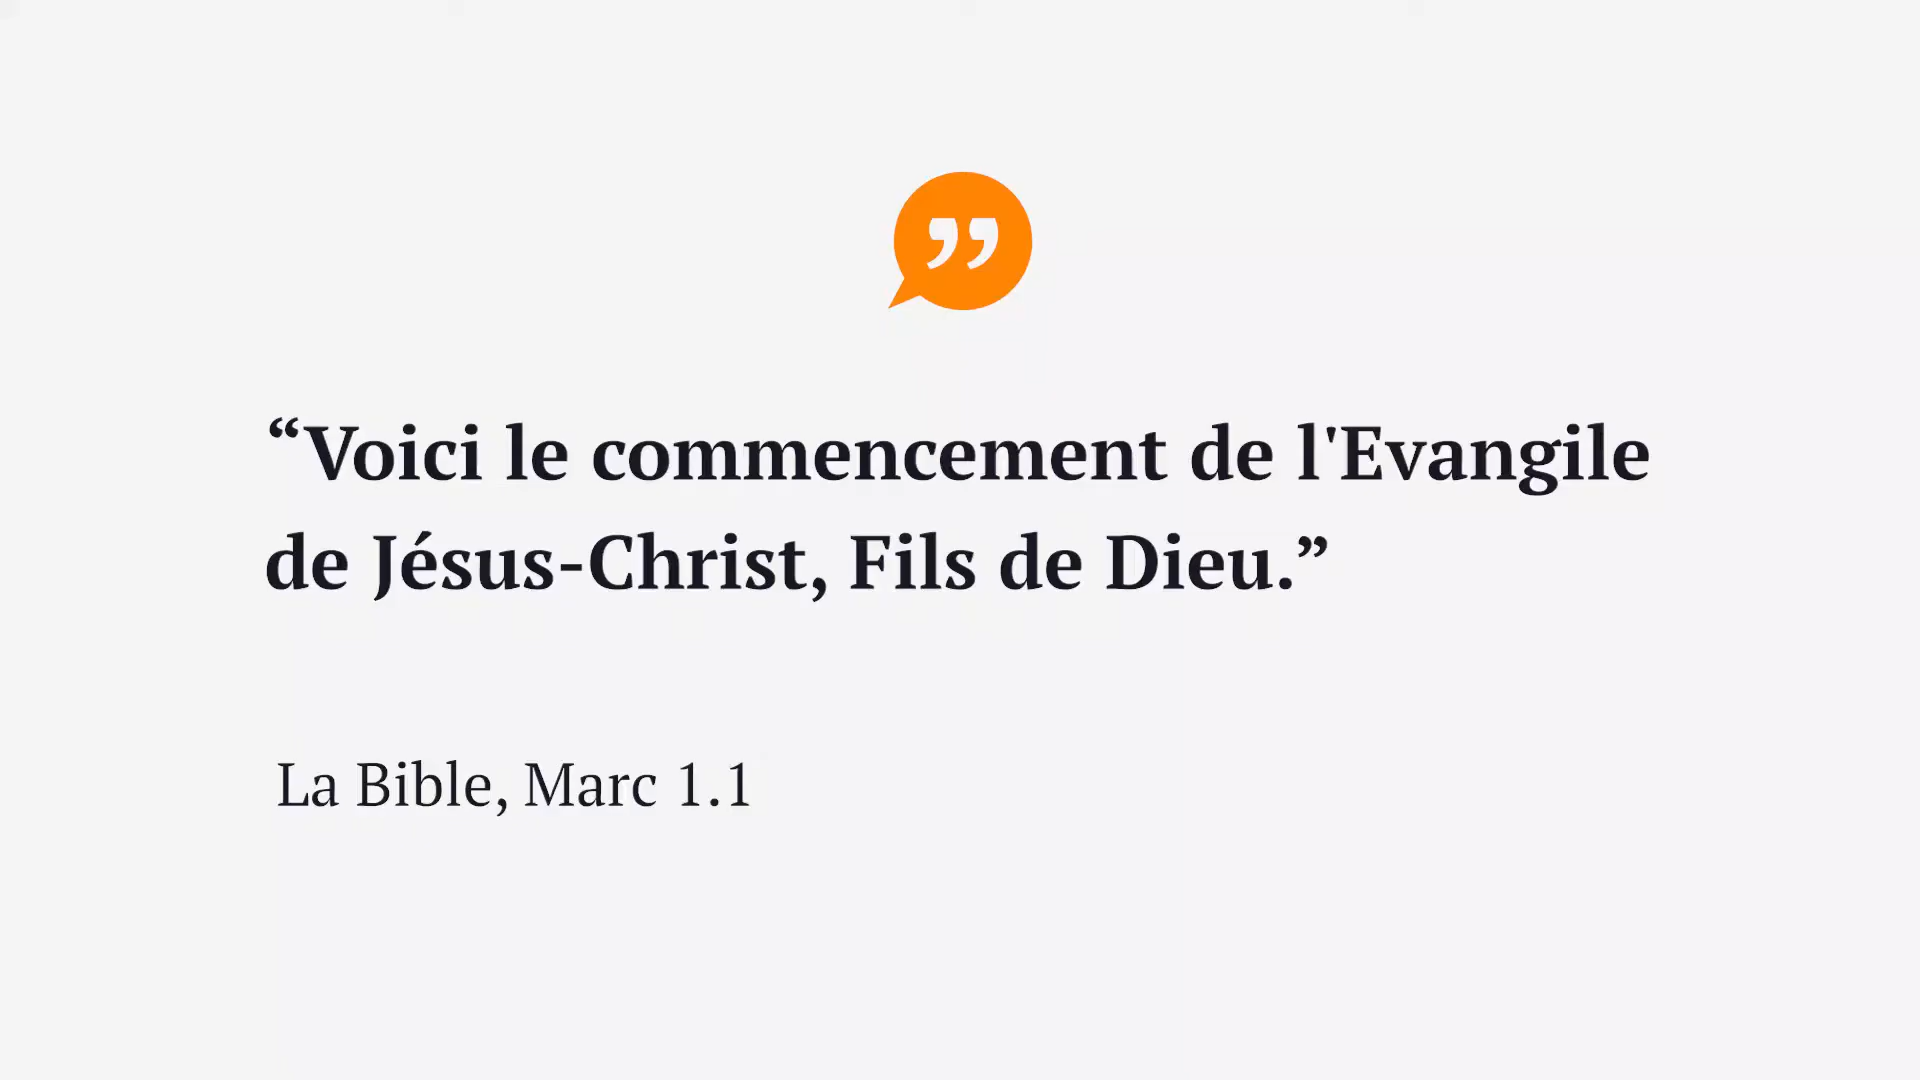 “Voici le commencement de l'Evangile
de Jésus-Christ, Fils de Dieu.”
La Bible, Marc 1.1